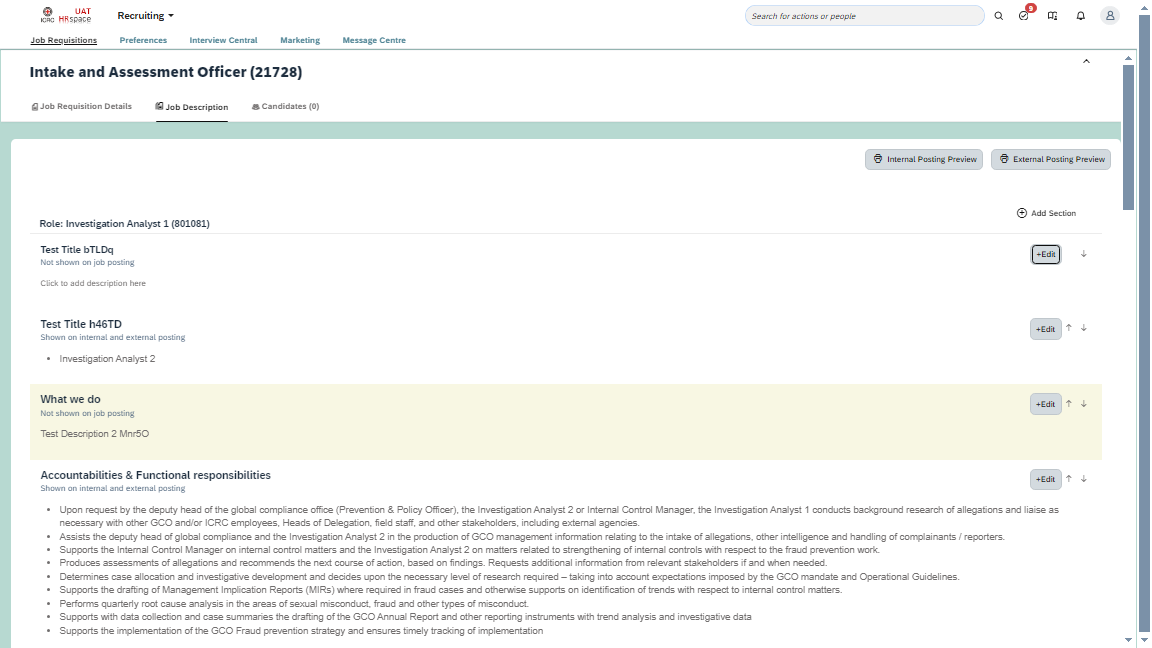 ICRC
UAT
HRspace
Recruiting
Search for actions or people
9
Job Requisitions
Preferences
Interview Central
Marketing
Message Centre
Intake and Assessment Officer (21728)
Job Requisition Details
Job Description
Candidates (0)
Internal Posting Preview
External Posting Preview
Add Section
Role: Investigation Analyst 1 (801081)
Test Title bTLDq
Not shown on job posting
+Edit
Click to add description here
Test Title h46TD
Shown on internal and external posting
+Edit
• Investigation Analyst 2
What we do
Not shown on job posting
+Edit
Test Description 2 Mnr5O
Accountabilities & Functional responsibilities
Shown on internal and external posting
+Edit
• Upon request by the deputy head of the global compliance office (Prevention & Policy Officer), the Investigation Analyst 2 or Internal Control Manager, the Investigation Analyst 1 conducts background research of allegations and liaise as
necessary with other GCO and/or ICRC employees, Heads of Delegation, field staff, and other stakeholders, including external agencies.
• Assists the deputy head of global compliance and the Investigation Analyst 2 in the production of GCO management information relating to the intake of allegations, other intelligence and handling of complainants / reporters.
• Supports the Internal Control Manager on internal control matters and the Investigation Analyst 2 on matters related to strengthening of internal controls with respect to the fraud prevention work.
• Produces assessments of allegations and recommends the next course of action, based on findings. Requests additional information from relevant stakeholders if and when needed.
• Determines case allocation and investigative development and decides upon the necessary level of research required – taking into account expectations imposed by the GCO mandate and Operational Guidelines.
• Supports the drafting of Management Implication Reports (MIRs) where required in fraud cases and otherwise supports on identification of trends with respect to internal control matters.
• Performs quarterly root cause analysis in the areas of sexual misconduct, fraud and other types of misconduct.
• Supports with data collection and case summaries the drafting of the GCO Annual Report and other reporting instruments with trend analysis and investigative data
• Supports the implementation of the GCO Fraud prevention strategy and ensures timely tracking of implementation